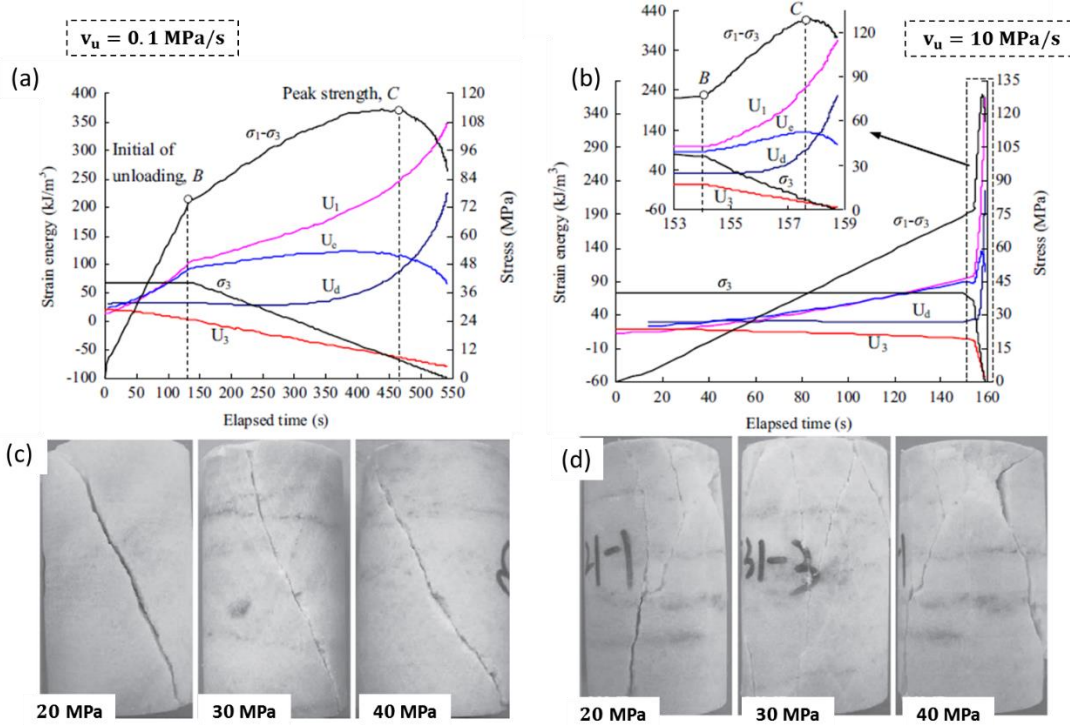 v_u = 0.1 MPa/s
(a)
Strain energy (kJ/m³)
400
350
300
250
200
150
100
50
0
-50
-100
Peak strength, C
σ₁-σ₃
Initial of
unloading, B
U₁
Uₑ
σ₃
U_d
U₃
120
108
96
84
72
60
48
36
24
12
0
Stress (MPa)
0 50 100 150 200 250 300 350 400 450 500 550
Elapsed time (s)
(b)
v_u = 10 MPa/s
440
340
240
140
40
-60
C
B
σ₁-σ₃
U₁
Uₑ
U_d
σ₃
U₃
120
90
60
30
0
153 155 157 159
Strain energy (kJ/m³)
340
290
240
190
140
90
40
-10
-60
σ₁-σ₃
σ₃
U_d
U₃
135
120
105
90
75
60
45
30
15
0
Stress (MPa)
0 20 40 60 80 100 120 140 160
Elapsed time (s)
(c)
20 MPa
30 MPa
40 MPa
(d)
31-3
20 MPa
30 MPa
40 MPa